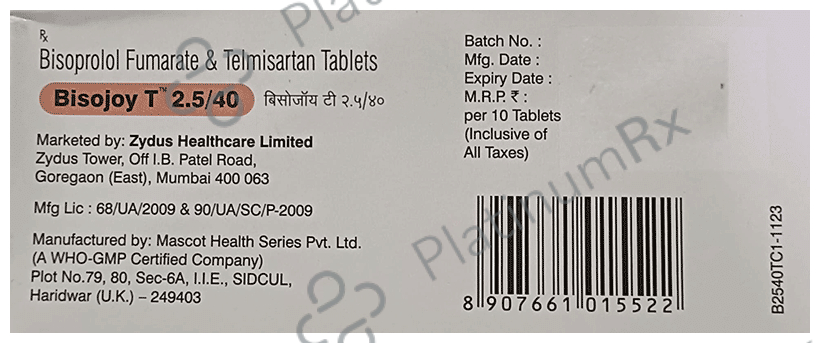 Rx
Bisoprolol Fumarate & Telmisartan Tablets
Bisojoy T™ 2.5/40 बिसोजॉय टी २.५/४०
Marketed by: Zydus Healthcare Limited
Zydus Tower, Off I.B. Patel Road,
Goregaon (East), Mumbai 400 063
Mfg Lic : 68/UA/2009 & 90/UA/SC/P-2009
Manufactured by: Mascot Health Series Pvt. Ltd.
(A WHO-GMP Certified Company)
Plot No.79, 80, Sec-6A, I.I.E., SIDCUL,
Haridwar (U.K.) – 249403
Batch No. :
Mfg. Date :
Expiry Date :
M.R.P. ₹ :
per 10 Tablets
(Inclusive of
All Taxes)
8 907661 015522
B2540TC1-1123
PlatinumRx
PlatinumRx